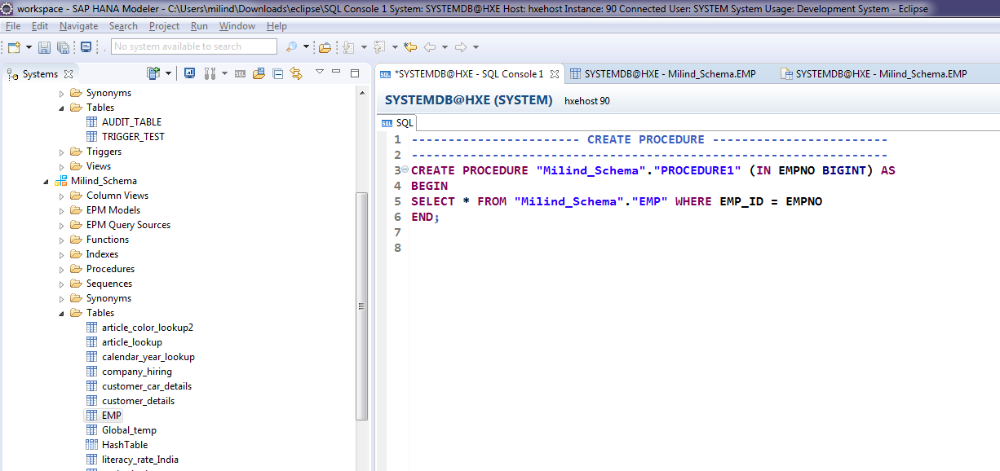 workspace - SAP HANA Modeler - C:\Users\milind\Downloads\eclipse\SQL Console 1 System: SYSTEMDB@HXE Host: hxehost Instance: 90 Connected User: SYSTEM System Usage: Development System - Eclipse
File Edit Navigate Search Project Run Window Help
No system available to search
Systems
Synonyms
Tables
AUDIT_TABLE
TRIGGER_TEST
Triggers
Views
Milind_Schema
Column Views
EPM Models
EPM Query Sources
Functions
Indexes
Procedures
Sequences
Synonyms
Tables
article_color_lookup2
article_lookup
calendar_year_lookup
company_hiring
customer_car_details
customer_details
EMP
Global_temp
HashTable
literacy_rate_India
*SYSTEMDB@HXE - SQL Console 1
SYSTEMDB@HXE - Milind_Schema.EMP
SYSTEMDB@HXE - Milind_Schema.EMP
SYSTEMDB@HXE (SYSTEM) hxehost 90
SQL SQL
1 ----------------------- CREATE PROCEDURE ------------------------
2 -----------------------------------------------------------------
3 CREATE PROCEDURE "Milind_Schema"."PROCEDURE1" (IN EMPNO BIGINT) AS
4 BEGIN
5 SELECT * FROM "Milind_Schema"."EMP" WHERE EMP_ID = EMPNO
6 END;
7
8